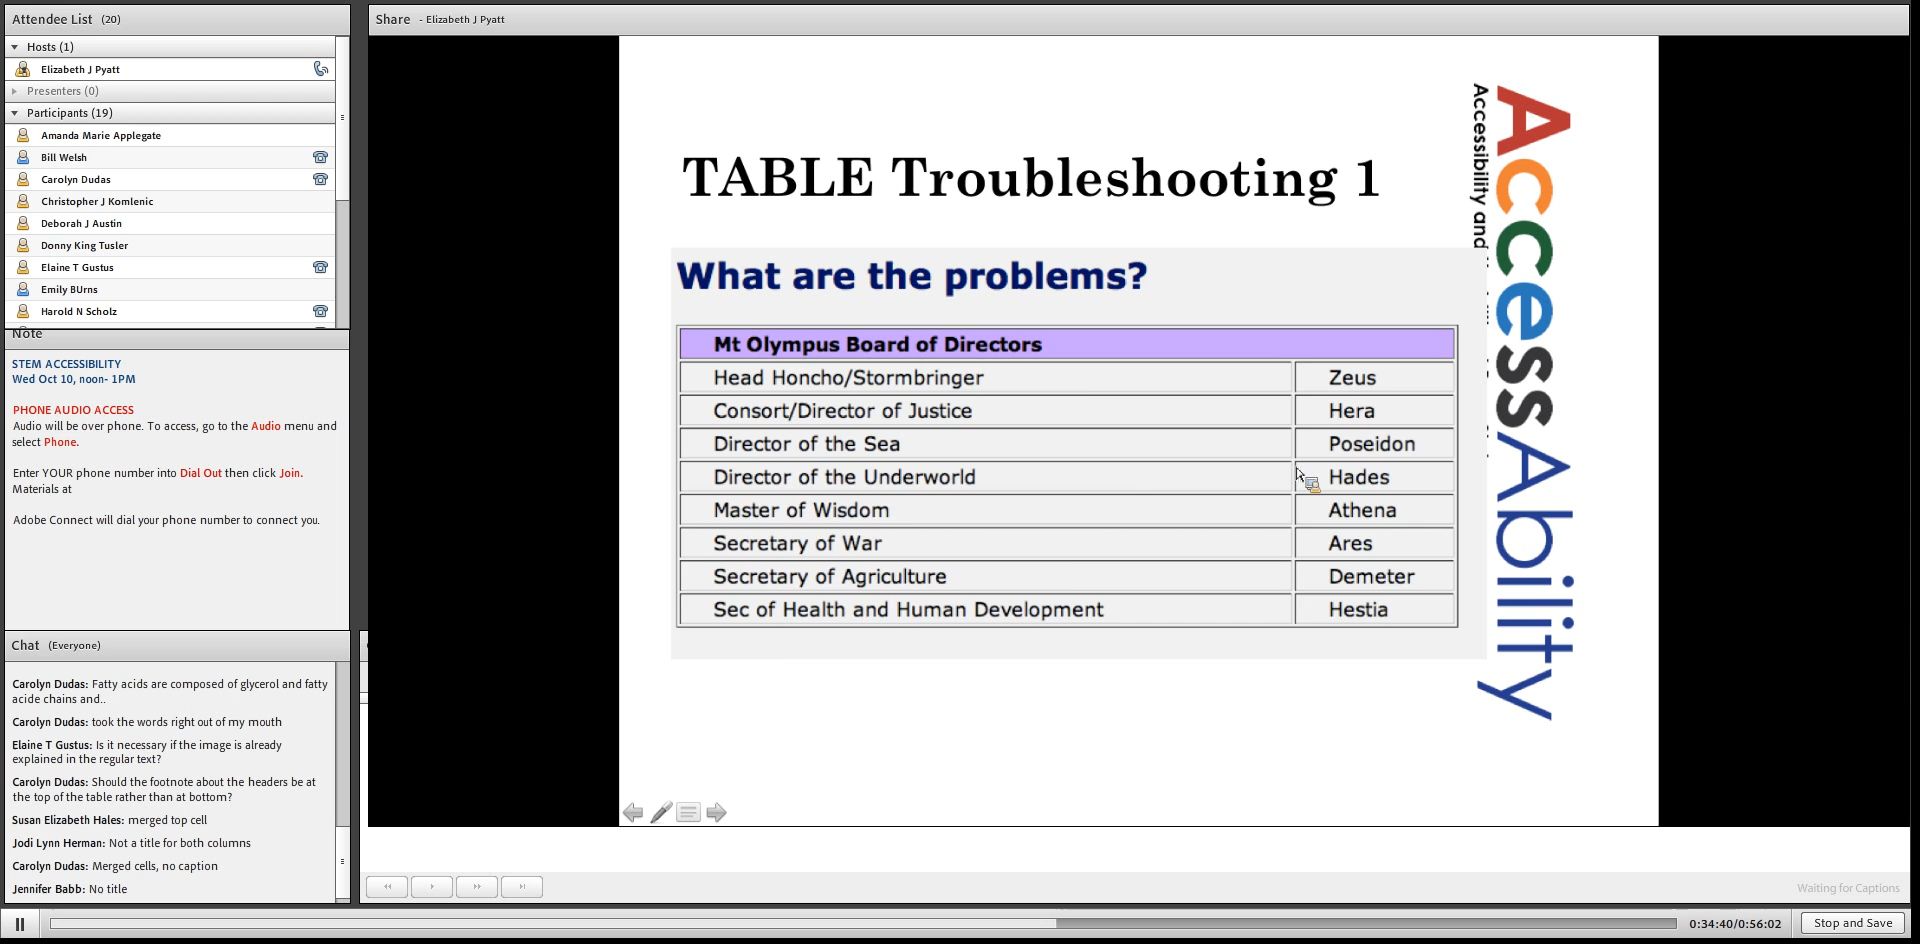 Attendee List (20)
Hosts (1)
Elizabeth J Pyatt
Presenters (0)
Participants (19)
Amanda Marie Applegate
Bill Welsh
Carolyn Dudas
Christopher J Komlenic
Deborah J Austin
Donny King Tusler
Elaine T Gustus
Emily BUrns
Harold N Scholz
Note
STEM ACCESSIBILITY
Wed Oct 10, noon- 1PM
PHONE AUDIO ACCESS
Audio will be over phone. To access, go to the Audio menu and
select Phone.
Enter YOUR phone number into Dial Out then click Join.
Materials at
Adobe Connect will dial your phone number to connect you.
Chat (Everyone)
Carolyn Dudas: Fatty acids are composed of glycerol and fatty
acide chains and..
Carolyn Dudas: took the words right out of my mouth
Elaine T Gustus: Is it necessary if the image is already
explained in the regular text?
Carolyn Dudas: Should the footnote about the headers be at
the top of the table rather than at bottom?
Susan Elizabeth Hales: merged top cell
Jodi Lynn Herman: Not a title for both columns
Carolyn Dudas: Merged cells, no caption
Jennifer Babb: No title
Share - Elizabeth J Pyatt
TABLE Troubleshooting 1
What are the problems?
Mt Olympus Board of Directors
Head Honcho/Stormbringer Zeus
Consort/Director of Justice Hera
Director of the Sea Poseidon
Director of the Underworld Hades
Master of Wisdom Athena
Secretary of War Ares
Secretary of Agriculture Demeter
Sec of Health and Human Development Hestia
AccessAbility
Accessibility and
Waiting for Captions
0:34:40/0:56:02
Stop and Save